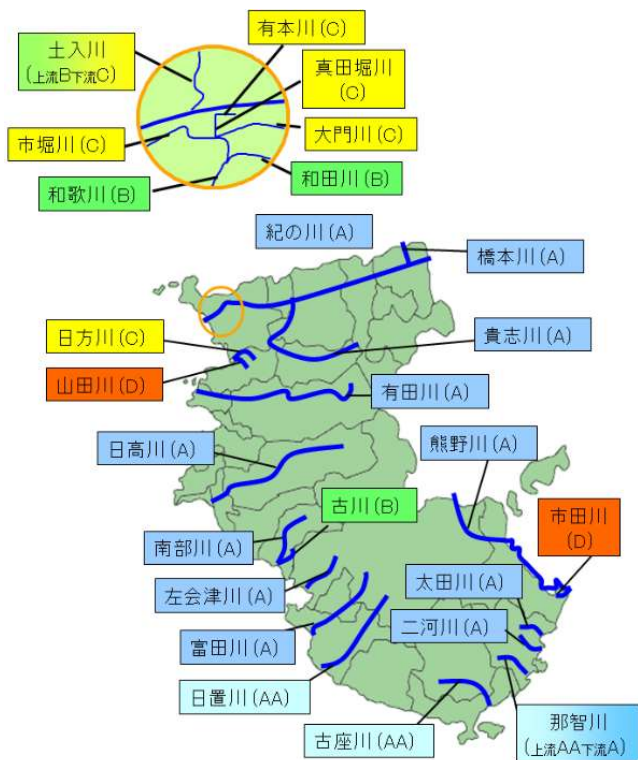 有本川(C)
土入川
(上流B下流C)
真田堀川
(C)
市堀川(C)
大門川(C)
和歌川(B)
和田川(B)
紀の川(A)
橋本川(A)
日方川(C)
貴志川(A)
山田川(D)
有田川(A)
日高川(A)
熊野川(A)
古川(B)
市田川
(D)
南部川(A)
太田川(A)
左会津川(A)
二河川(A)
富田川(A)
日置川(AA)
那智川
(上流AA下流A)
古座川(AA)